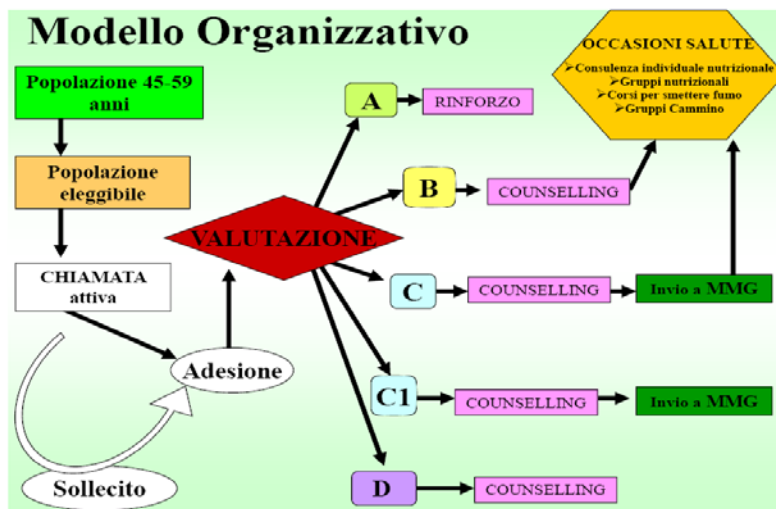 Modello Organizzativo
Popolazione 45-59
anni
Popolazione
eleggibile
CHIAMATA
attiva
Adesione
Sollecito
VALUTAZIONE
A
RINFORZO
B
COUNSELLING
C
COUNSELLING
Invio a MMG
C1
COUNSELLING
Invio a MMG
D
COUNSELLING
OCCASIONI SALUTE
➢Consulenza individuale nutrizionale
➢Gruppi nutrizionali
➢Corsi per smettere fumo
➢Gruppi Cammino